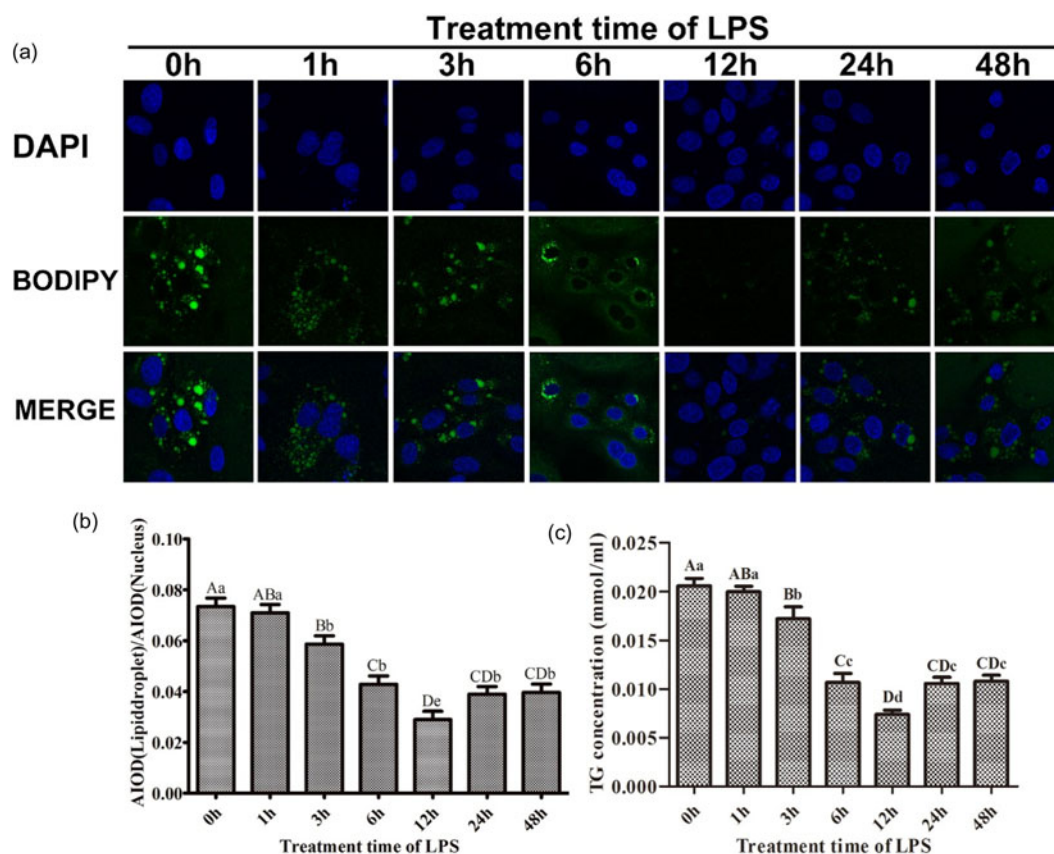 (a)
Treatment time of LPS
0h 1h 3h 6h 12h 24h 48h
DAPI
BODIPY
MERGE
(b)
AIOD(Lipiddroplet)/AIOD(Nucleus)
0.10
0.08
0.06
0.04
0.02
0.00
Aa ABa Bb Cb De CDb CDb
0h 1h 3h 6h 12h 24h 48h
Treatment time of LPS
(c)
TG concentration (mmol/ml)
0.025
0.020
0.015
0.010
0.005
0.000
Aa ABa Bb Cc Dd CDc CDc
0h 1h 3h 6h 12h 24h 48h
Treatment time of LPS